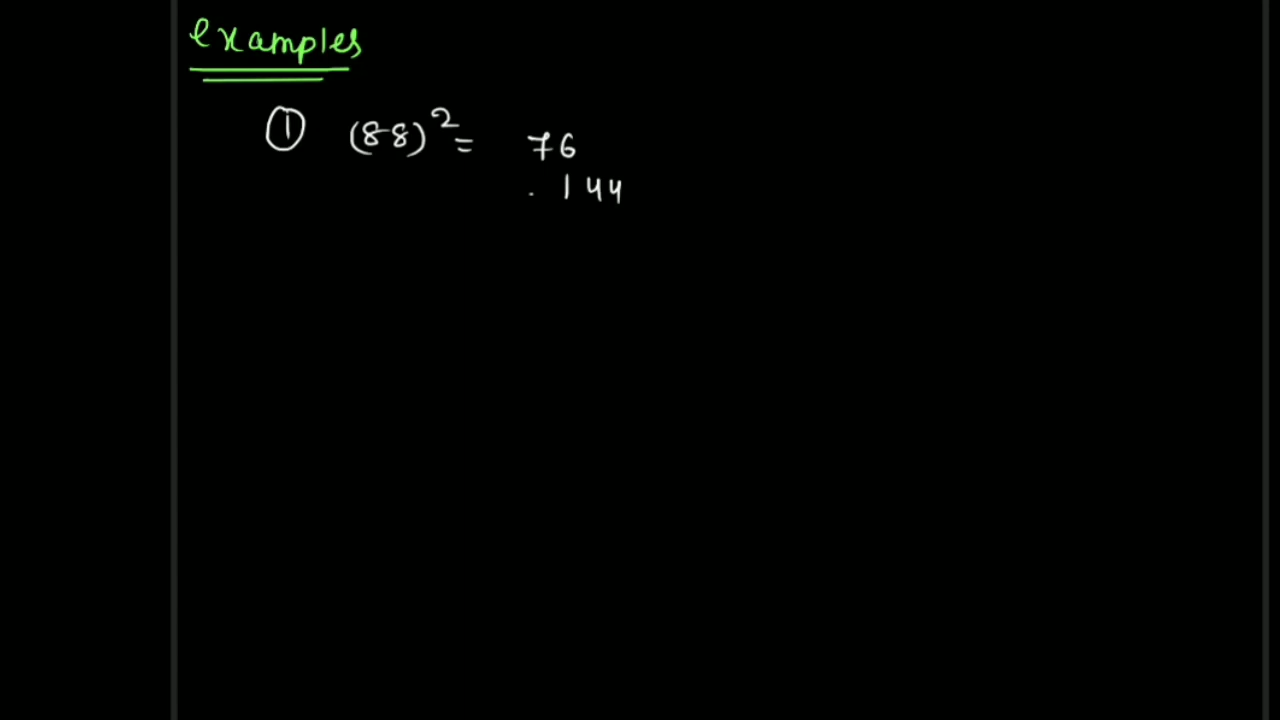 examples
① (88)² = 76
. 144